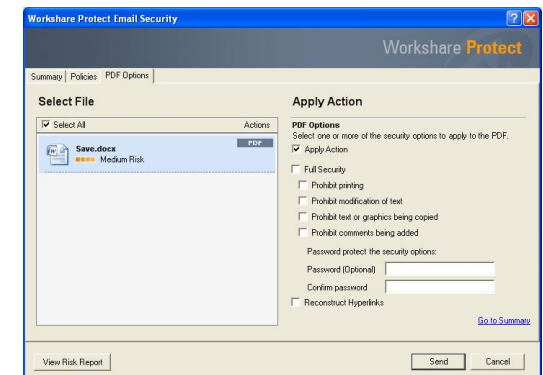 Workshare Protect Email Security
Workshare Protect
Summary Policies PDF Options
Select File
Select All Actions
Save.docx PDF
Medium Risk
Apply Action
PDF Options
Select one or more of the security options to apply to the PDF.
Apply Action
Full Security
Prohibit printing
Prohibit modification of text
Prohibit text or graphics being copied
Prohibit comments being added
Password protect the security options:
Password (Optional)
Confirm password
Reconstruct Hyperlinks
Go to Summary
View Risk Report Send Cancel